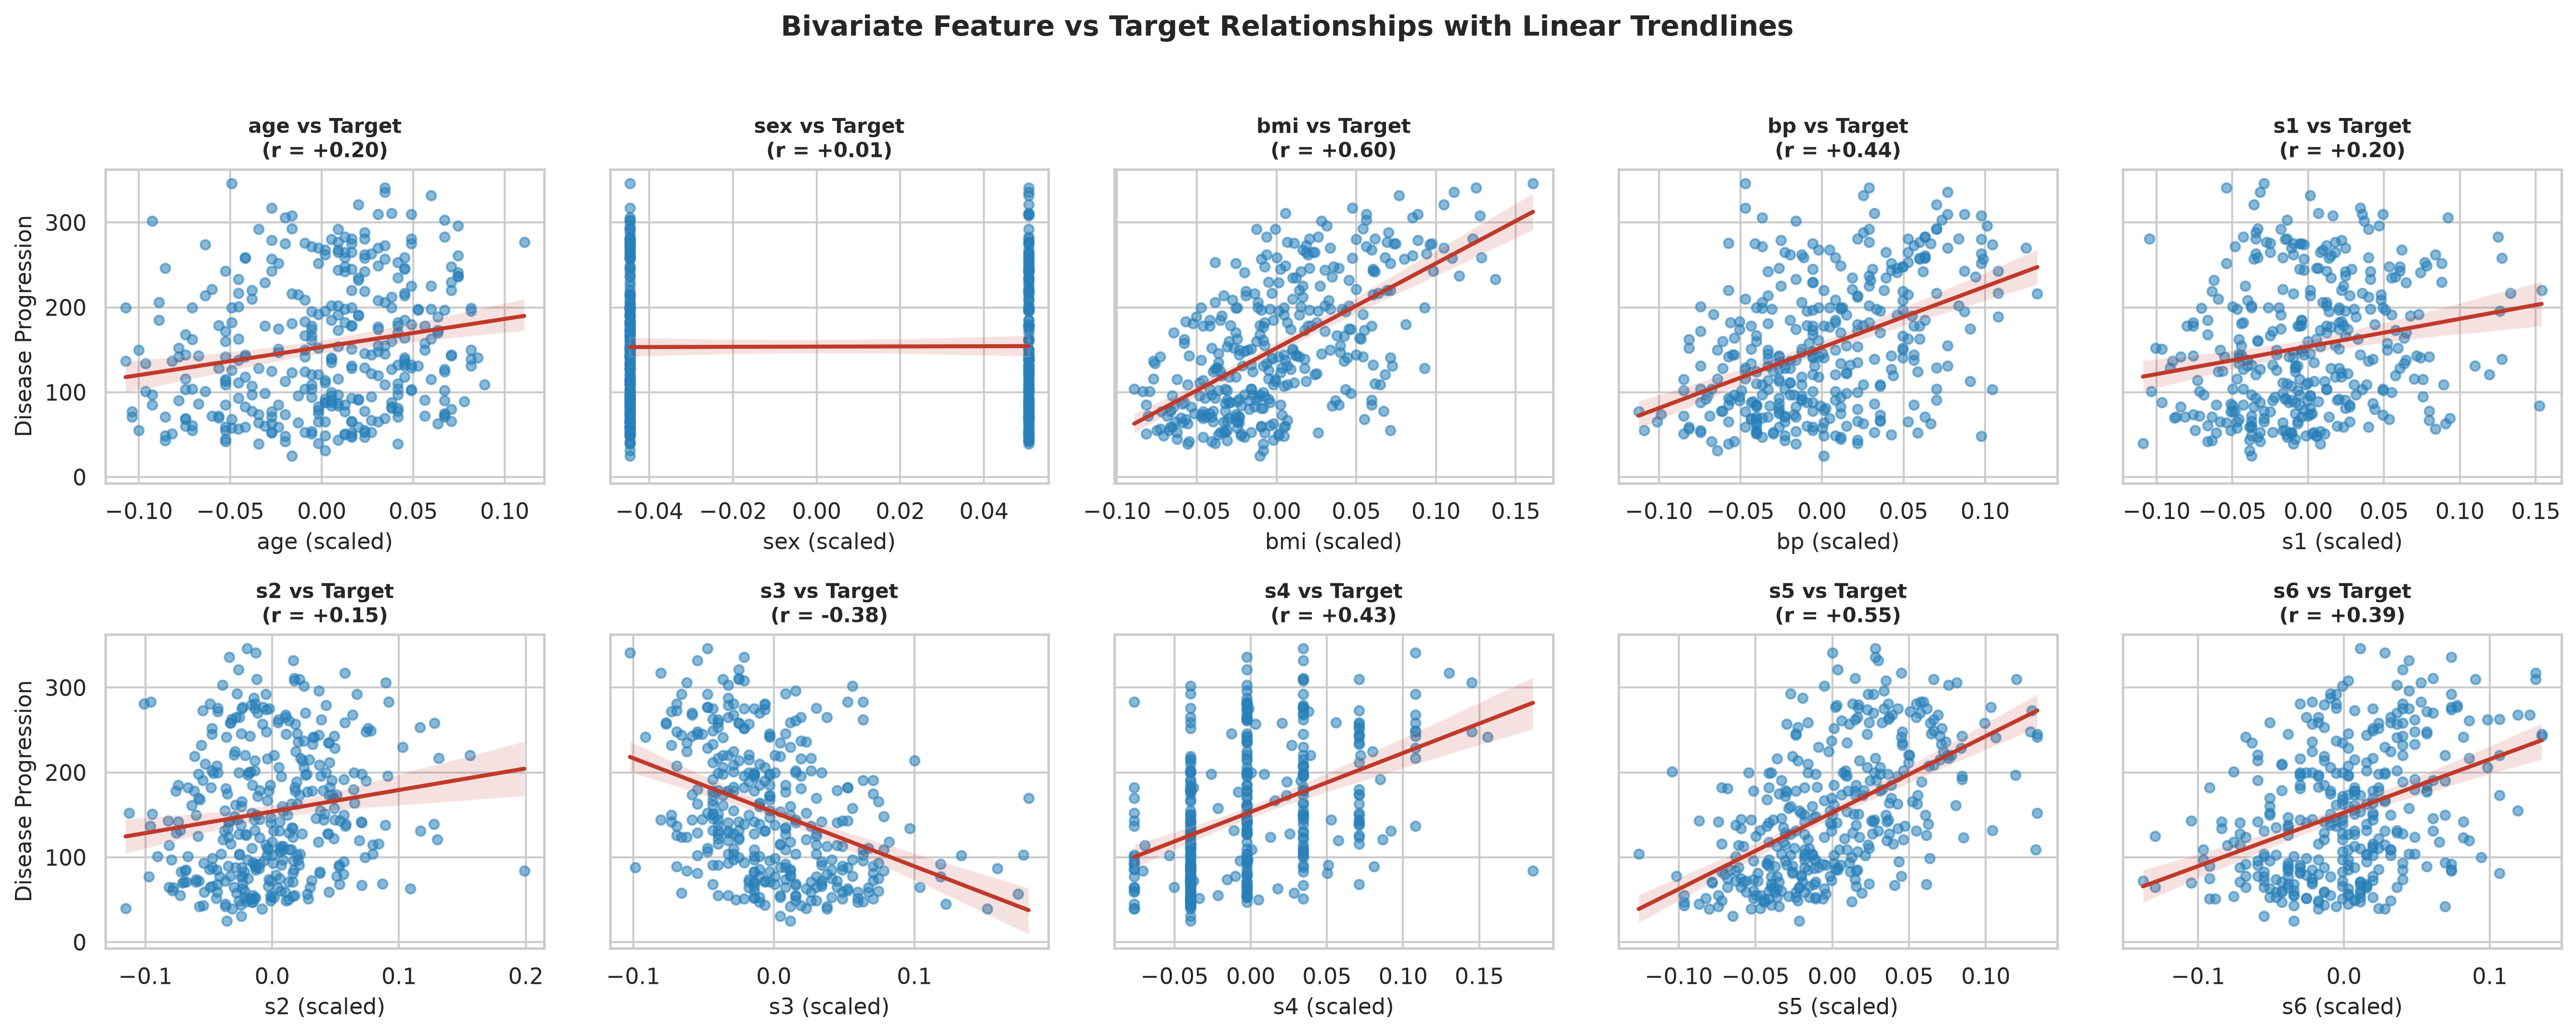 Bivariate Feature vs Target Relationships with Linear Trendlines
age vs Target
(r = +0.20)
sex vs Target
(r = +0.01)
bmi vs Target
(r = +0.60)
bp vs Target
(r = +0.44)
s1 vs Target
(r = +0.20)
Disease Progression
300
200
100
0
−0.10 −0.05 0.00 0.05 0.10
−0.04 −0.02 0.00 0.02 0.04
−0.10 −0.05 0.00 0.05 0.10 0.15
−0.10 −0.05 0.00 0.05 0.10
−0.10 −0.05 0.00 0.05 0.10 0.15
age (scaled)
sex (scaled)
bmi (scaled)
bp (scaled)
s1 (scaled)
s2 vs Target
(r = +0.15)
s3 vs Target
(r = -0.38)
s4 vs Target
(r = +0.43)
s5 vs Target
(r = +0.55)
s6 vs Target
(r = +0.39)
Disease Progression
300
200
100
0
−0.1 0.0 0.1 0.2
−0.1 0.0 0.1
−0.05 0.00 0.05 0.10 0.15
−0.10 −0.05 0.00 0.05 0.10
−0.1 0.0 0.1
s2 (scaled)
s3 (scaled)
s4 (scaled)
s5 (scaled)
s6 (scaled)